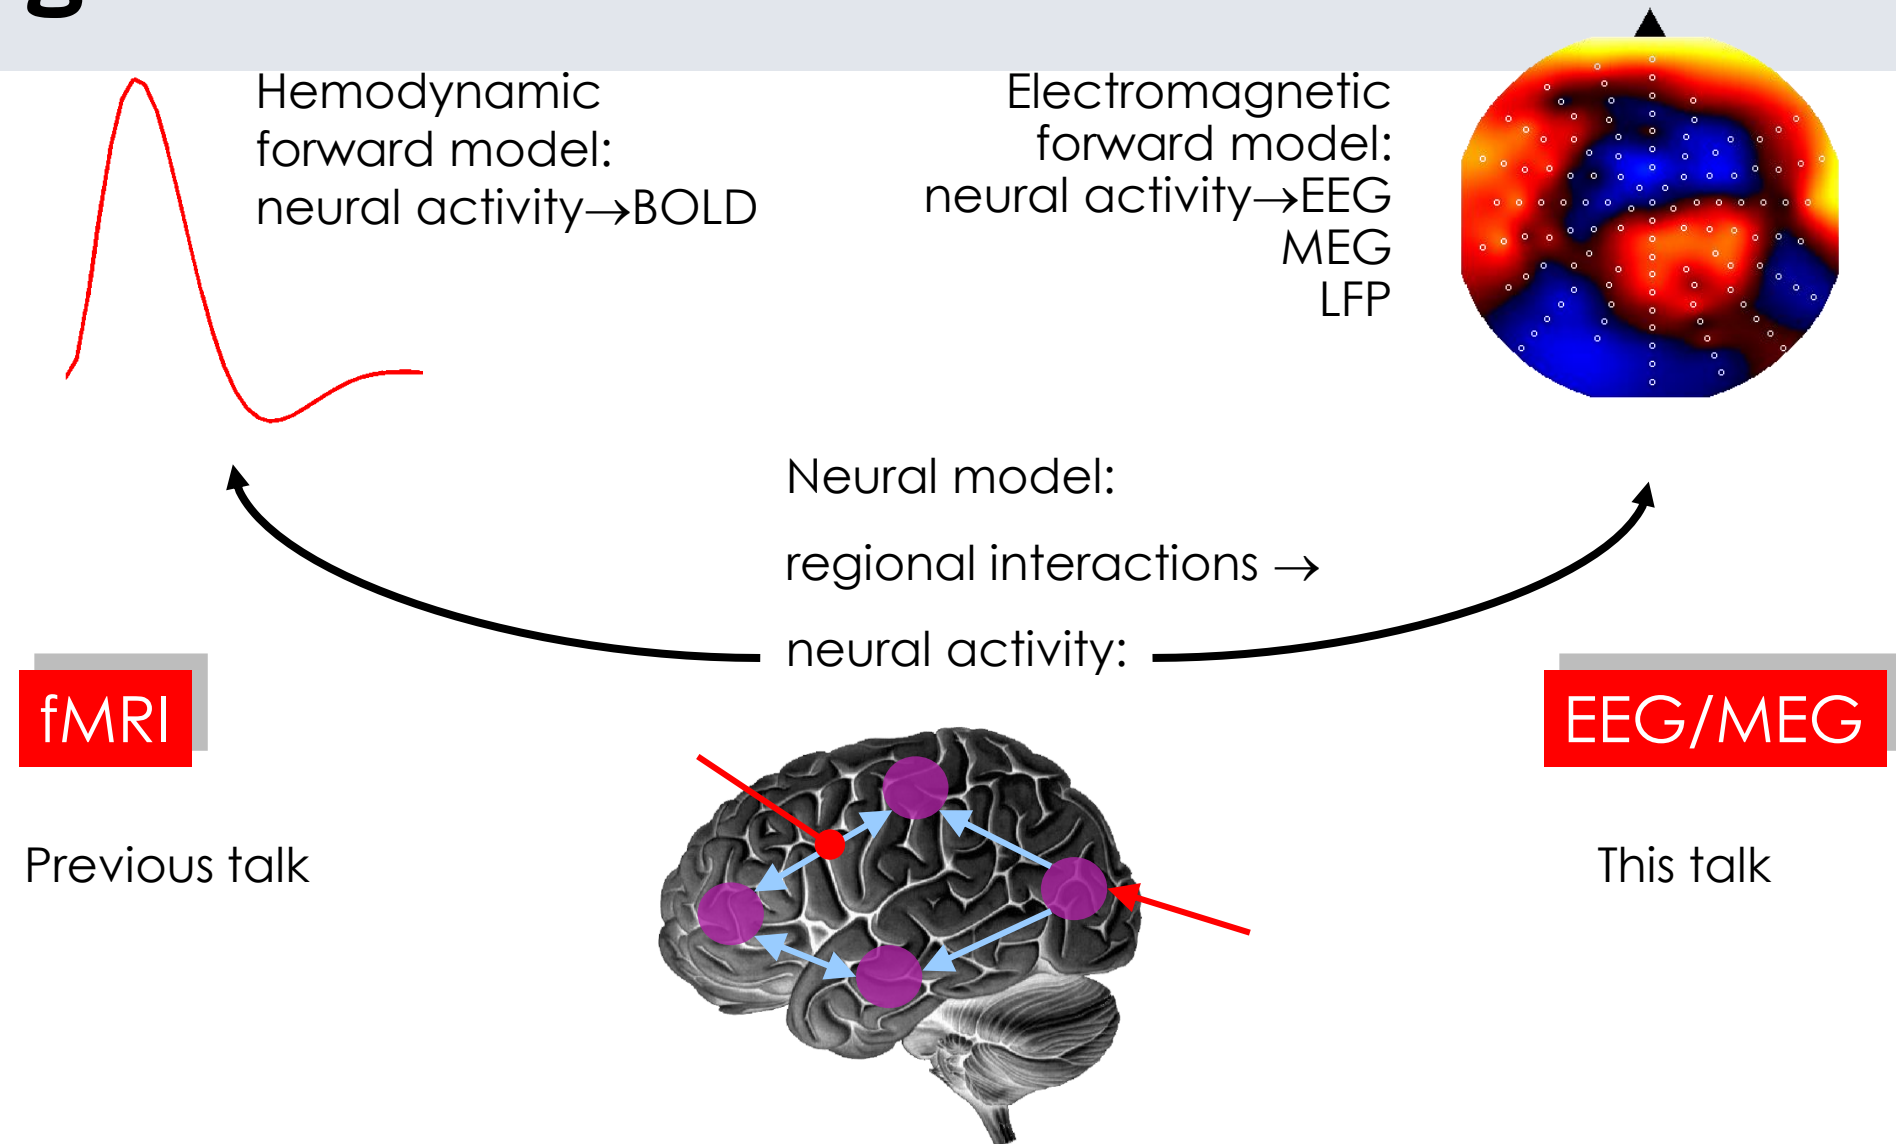 g
Hemodynamic
forward model:
neural activity→BOLD
Electromagnetic
forward model:
neural activity→EEG
MEG
LFP
Neural model:
regional interactions →
neural activity:
fMRI
EEG/MEG
Previous talk
This talk